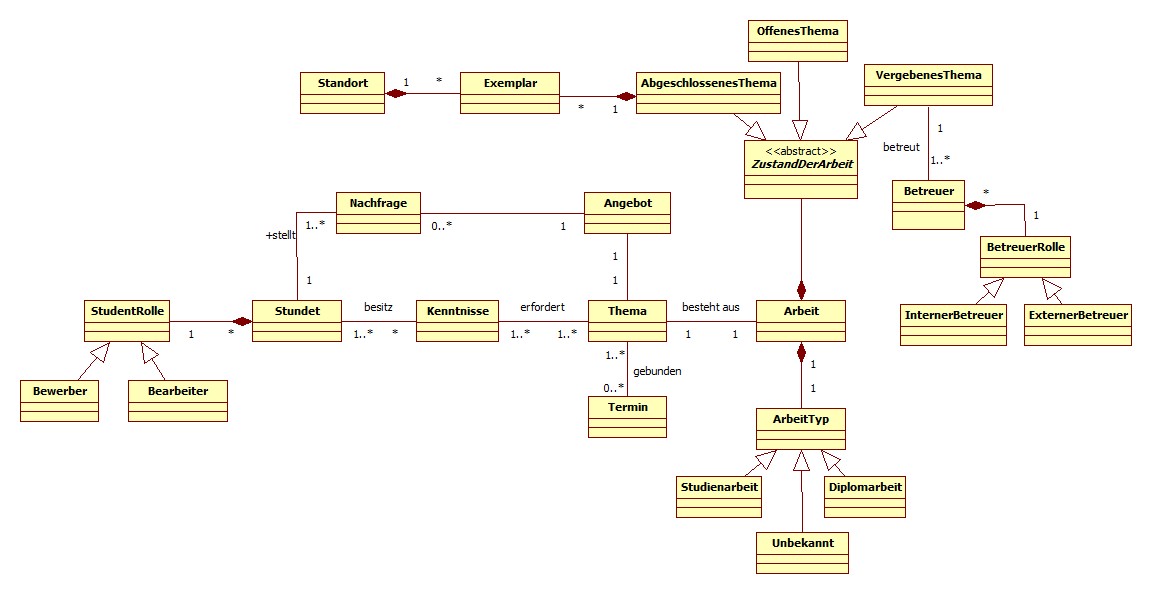 OffenesThema
VergebenesThema
Standort
1
*
Exemplar
*
1
AbgeschlossenesThema
<<abstract>>
ZustandDerArbeit
betreut
1
1..*
Betreuer
*
1
BetreuerRolle
InternerBetreuer
ExternerBetreuer
Nachfrage
0..*
1
Angebot
+stellt
1..*
1
1
1
StudentRolle
1
*
Stundet
besitz
1..*
*
Kenntnisse
erfordert
1..*
1..*
Thema
besteht aus
1
1
Arbeit
Bewerber
Bearbeiter
1..*
gebunden
0..*
Termin
1
1
ArbeitTyp
Studienarbeit
Diplomarbeit
Unbekannt